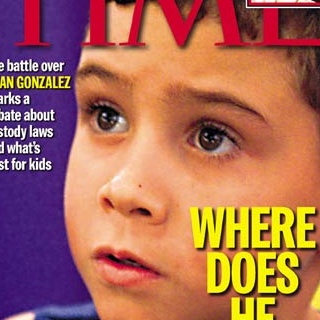 TIME
e battle over
AN GONZALEZ
arks a
bate about
stody laws
d what's
st for kids
WHERE
DOES
HE